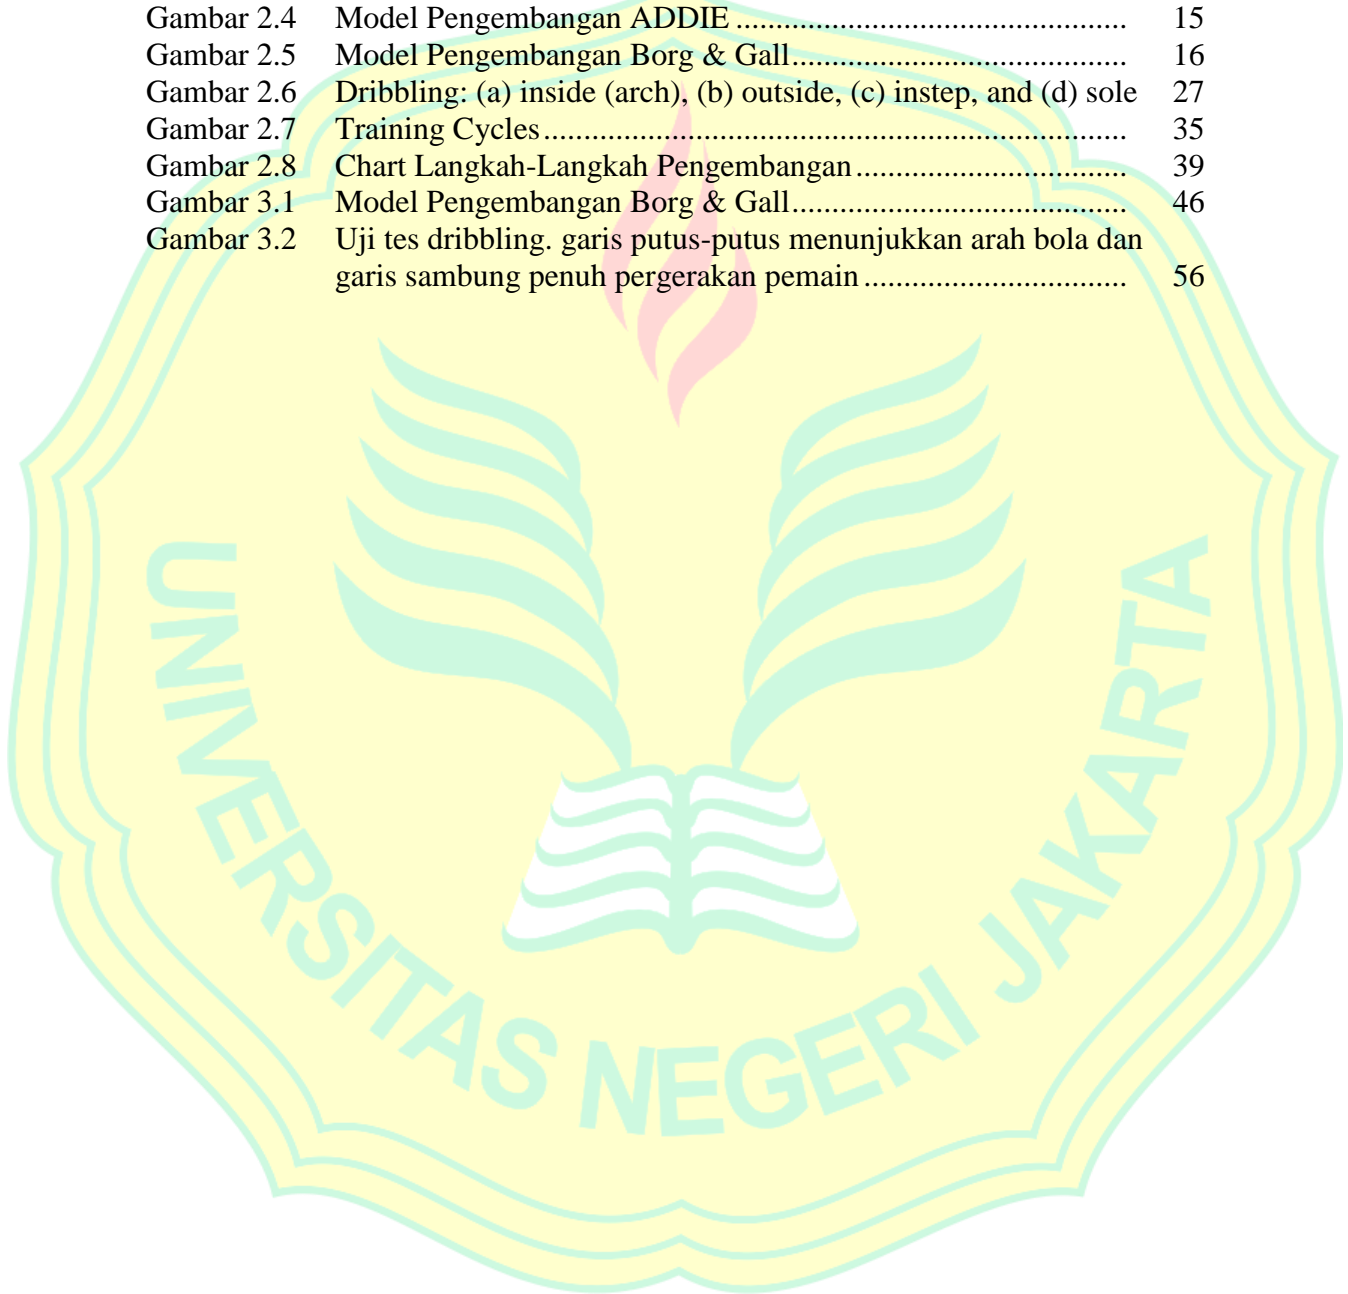 Gambar 2.4 Model Pengembangan ADDIE ................................................ 15
Gambar 2.5 Model Pengembangan Borg & Gall......................................... 16
Gambar 2.6 Dribbling: (a) inside (arch), (b) outside, (c) instep, and (d) sole 27
Gambar 2.7 Training Cycles....................................................................... 35
Gambar 2.8 Chart Langkah-Langkah Pengembangan ................................. 39
Gambar 3.1 Model Pengembangan Borg & Gall......................................... 46
Gambar 3.2 Uji tes dribbling. garis putus-putus menunjukkan arah bola dan
garis sambung penuh pergerakan pemain ................................ 56
UNIVERSITAS NEGERI JAKARTA